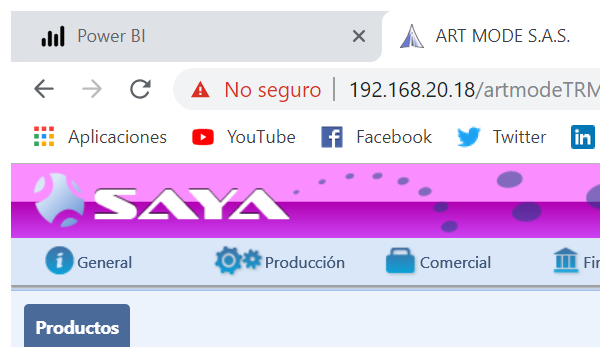 Power BI
ART MODE S.A.S.
No seguro 192.168.20.18/artmodeTRM
Aplicaciones YouTube Facebook Twitter in
SAYA
General Producción Comercial Fi
Productos